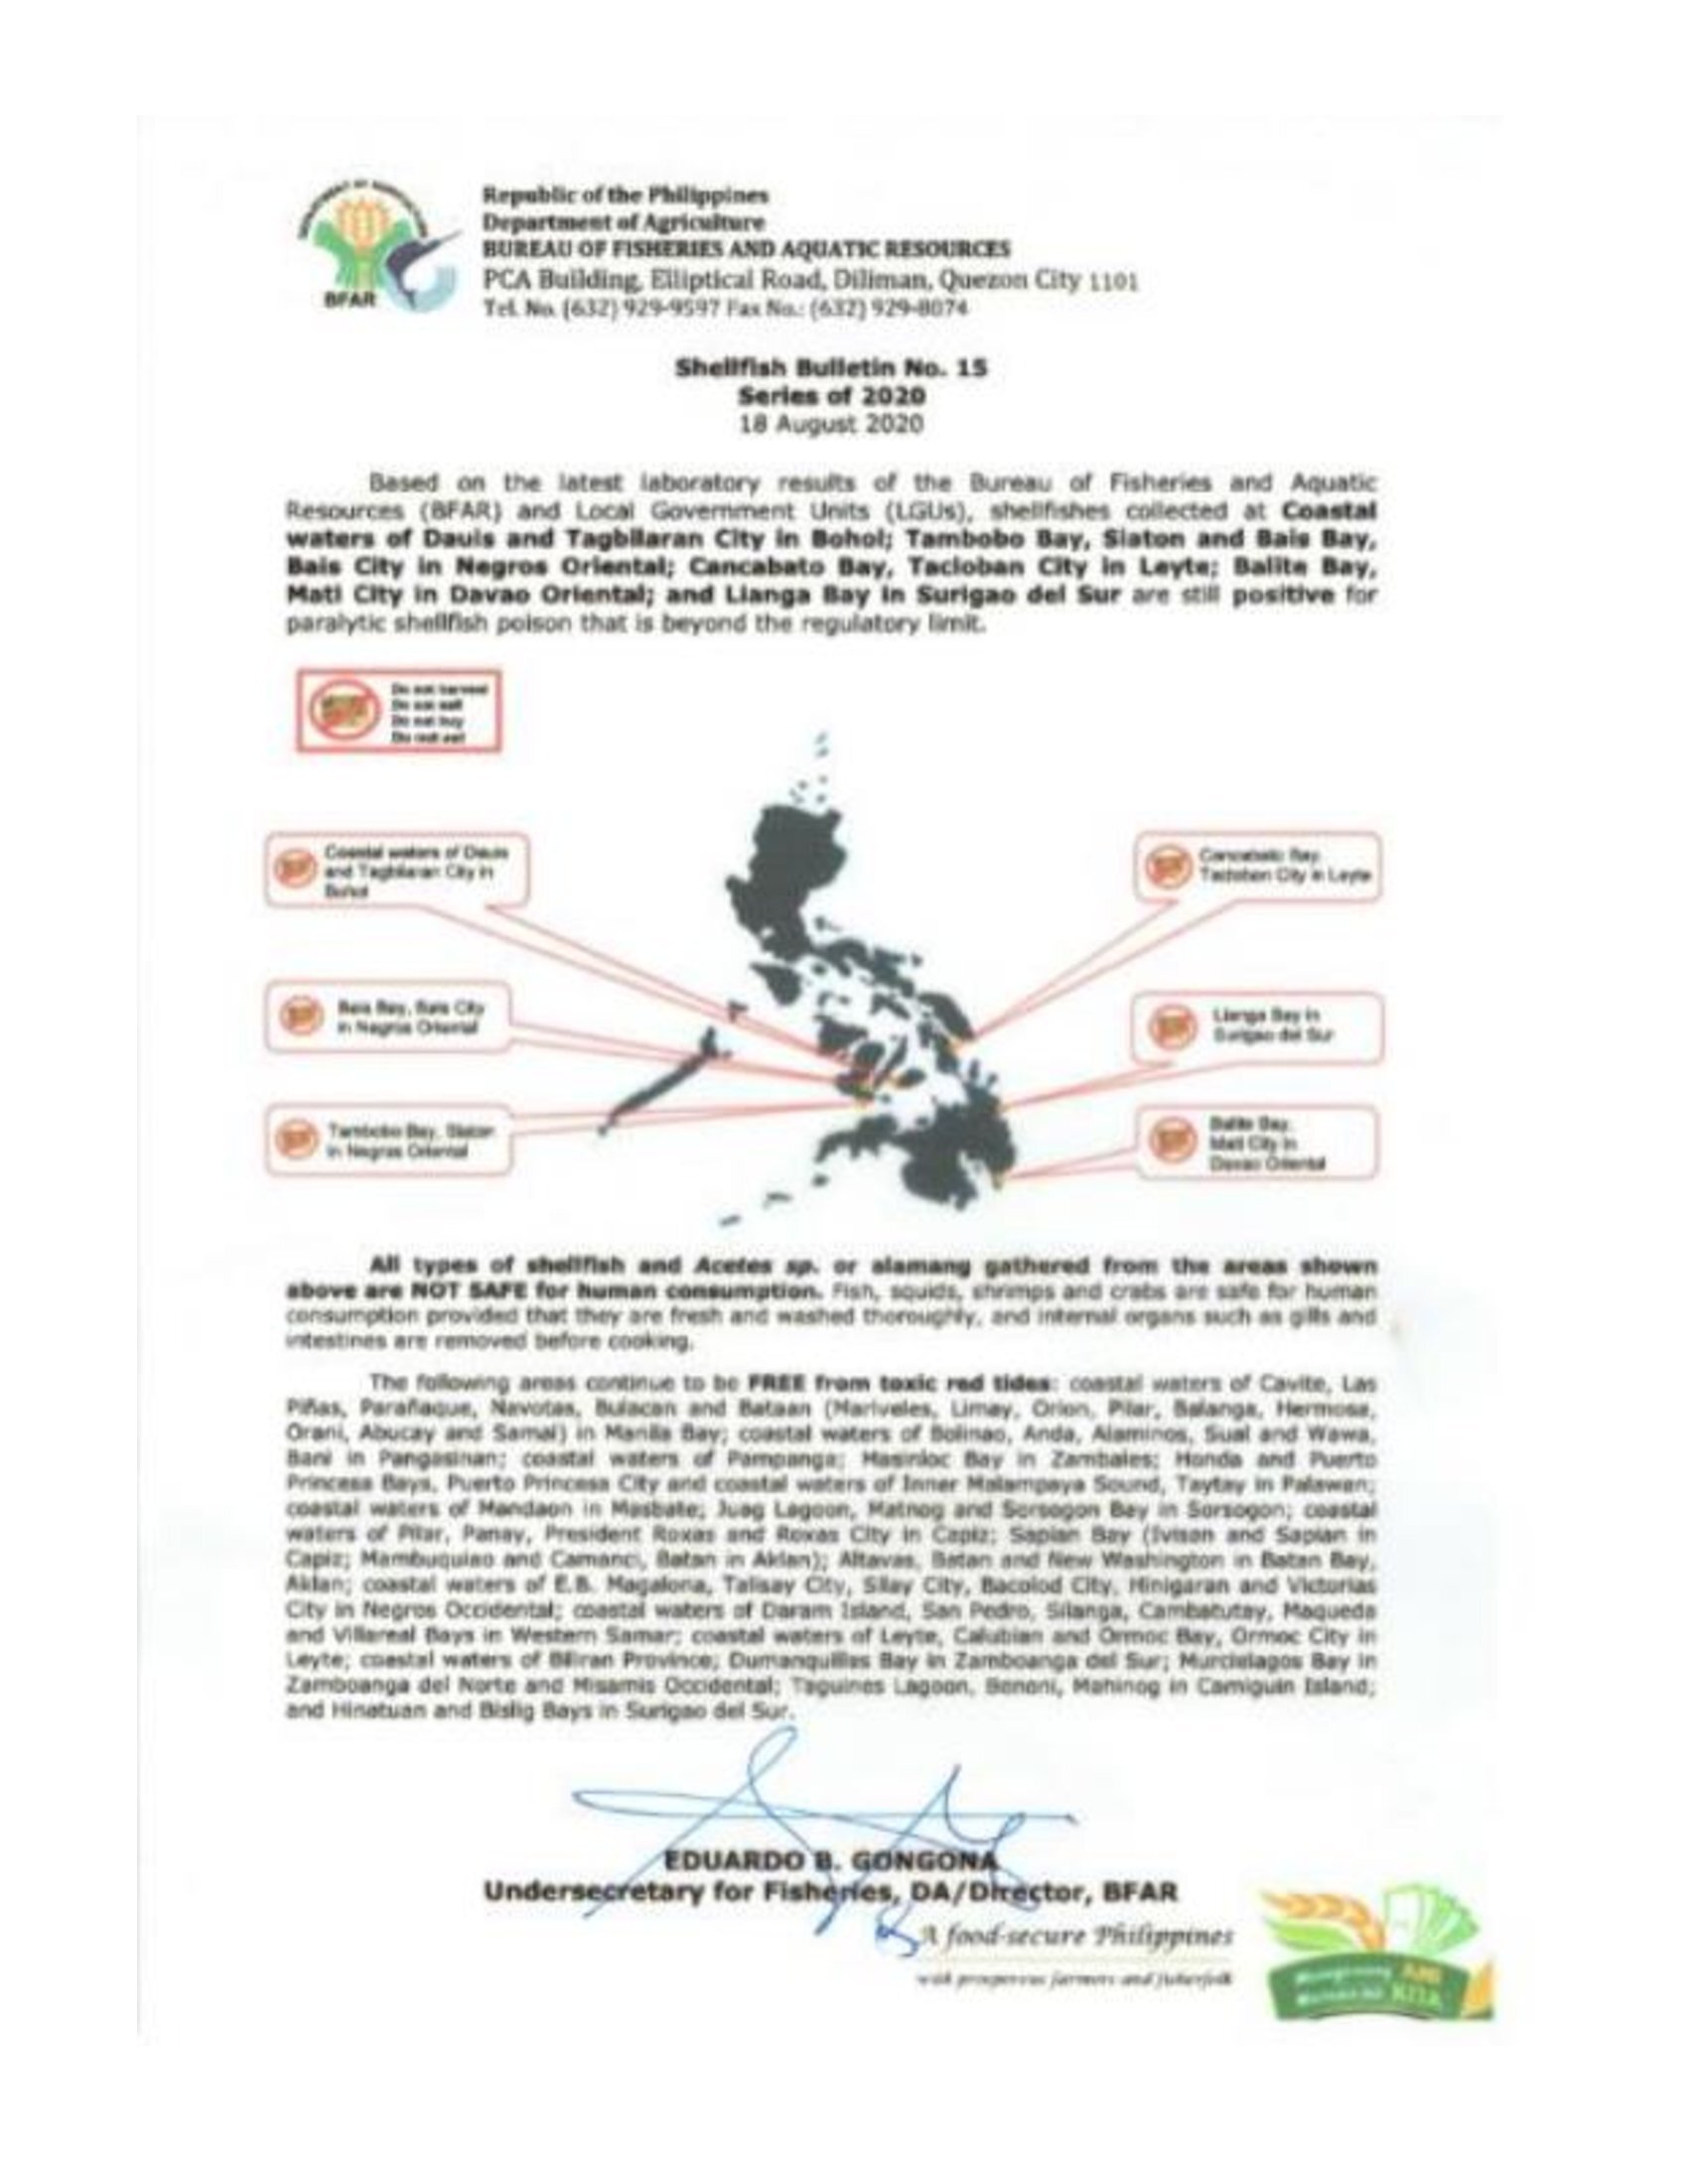 Republic of the Philippines
Department of Agriculture
BUREAU OF FISHERIES AND AQUATIC RESOURCES
PCA Building, Elliptical Road, Diliman, Quezon City 1101
Tel. No. (632) 929-9597 Fax No.: (632) 929-8074
BFAR
Shellfish Bulletin No. 15
Series of 2020
18 August 2020
Based on the latest laboratory results of the Bureau of Fisheries and Aquatic
Resources (BFAR) and Local Government Units (LGUs), shellfishes collected at Coastal
waters of Dauis and Tagbilaran City in Bohol; Tambobo Bay, Siaton and Bais Bay,
Bais City in Negros Oriental; Cancabato Bay, Tacloban City in Leyte; Balite Bay,
Mati City in Davao Oriental; and Lianga Bay in Surigao del Sur are still positive for
paralytic shellfish poison that is beyond the regulatory limit.
Do not harvest
Do not sell
Do not buy
Do not eat
Coastal waters of Dauis
and Tagbilaran City in
Bohol
Cancabato Bay,
Tacloban City in Leyte
Bais Bay, Bais City
in Negros Oriental
Lianga Bay in
Surigao del Sur
Tambobo Bay, Siaton
in Negros Oriental
Balite Bay,
Mati City in
Davao Oriental
All types of shellfish and Acetes sp. or alamang gathered from the areas shown
above are NOT SAFE for human consumption. Fish, squids, shrimps and crabs are safe for human
consumption provided that they are fresh and washed thoroughly, and internal organs such as gills and
intestines are removed before cooking.
The following areas continue to be FREE from toxic red tides: coastal waters of Cavite, Las
Piñas, Parañaque, Navotas, Bulacan and Bataan (Mariveles, Limay, Orion, Pilar, Balanga, Hermosa,
Orani, Abucay and Samal) in Manila Bay; coastal waters of Bolinao, Anda, Alaminos, Sual and Wawa,
Bani in Pangasinan; coastal waters of Pampanga; Masinloc Bay in Zambales; Honda and Puerto
Princesa Bays, Puerto Princesa City and coastal waters of Inner Malampaya Sound, Taytay in Palawan;
coastal waters of Mandaon in Masbate; Juag Lagoon, Matnog and Sorsogon Bay in Sorsogon; coastal
waters of Pilar, Panay, President Roxas and Roxas City in Capiz; Sapian Bay (Ivisan and Sapian in
Capiz; Mambuquiao and Camanci, Batan in Aklan); Altavas, Batan and New Washington in Batan Bay,
Aklan; coastal waters of E.B. Magalona, Talisay City, Silay City, Bacolod City, Hinigaran and Victorias
City in Negros Occidental; coastal waters of Daram Island, San Pedro, Silanga, Cambatutay, Maqueda
and Villareal Bays in Western Samar; coastal waters of Leyte, Calubian and Ormoc Bay, Ormoc City in
Leyte; coastal waters of Biliran Province; Dumanquillas Bay in Zamboanga del Sur; Murcielagos Bay in
Zamboanga del Norte and Misamis Occidental; Taguines Lagoon, Benoni, Mahinog in Camiguin Island;
and Hinatuan and Bislig Bays in Surigao del Sur.
EDUARDO B. GONGONA
Undersecretary for Fisheries, DA/Director, BFAR
A food-secure Philippines
with prosperous farmers and fisherfolk
ANI
KITA